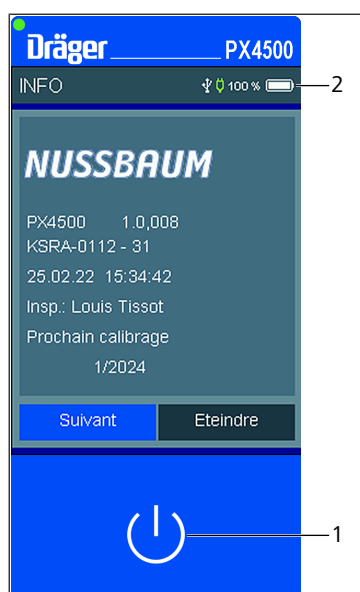 Dräger PX4500
INFO 100 % 2
NUSSBAUM
PX4500 1.0,008
KSRA-0112 - 31
25.02.22 15:34:42
Insp.: Louis Tissot
Prochain calibrage
1/2024
Suivant Eteindre
1